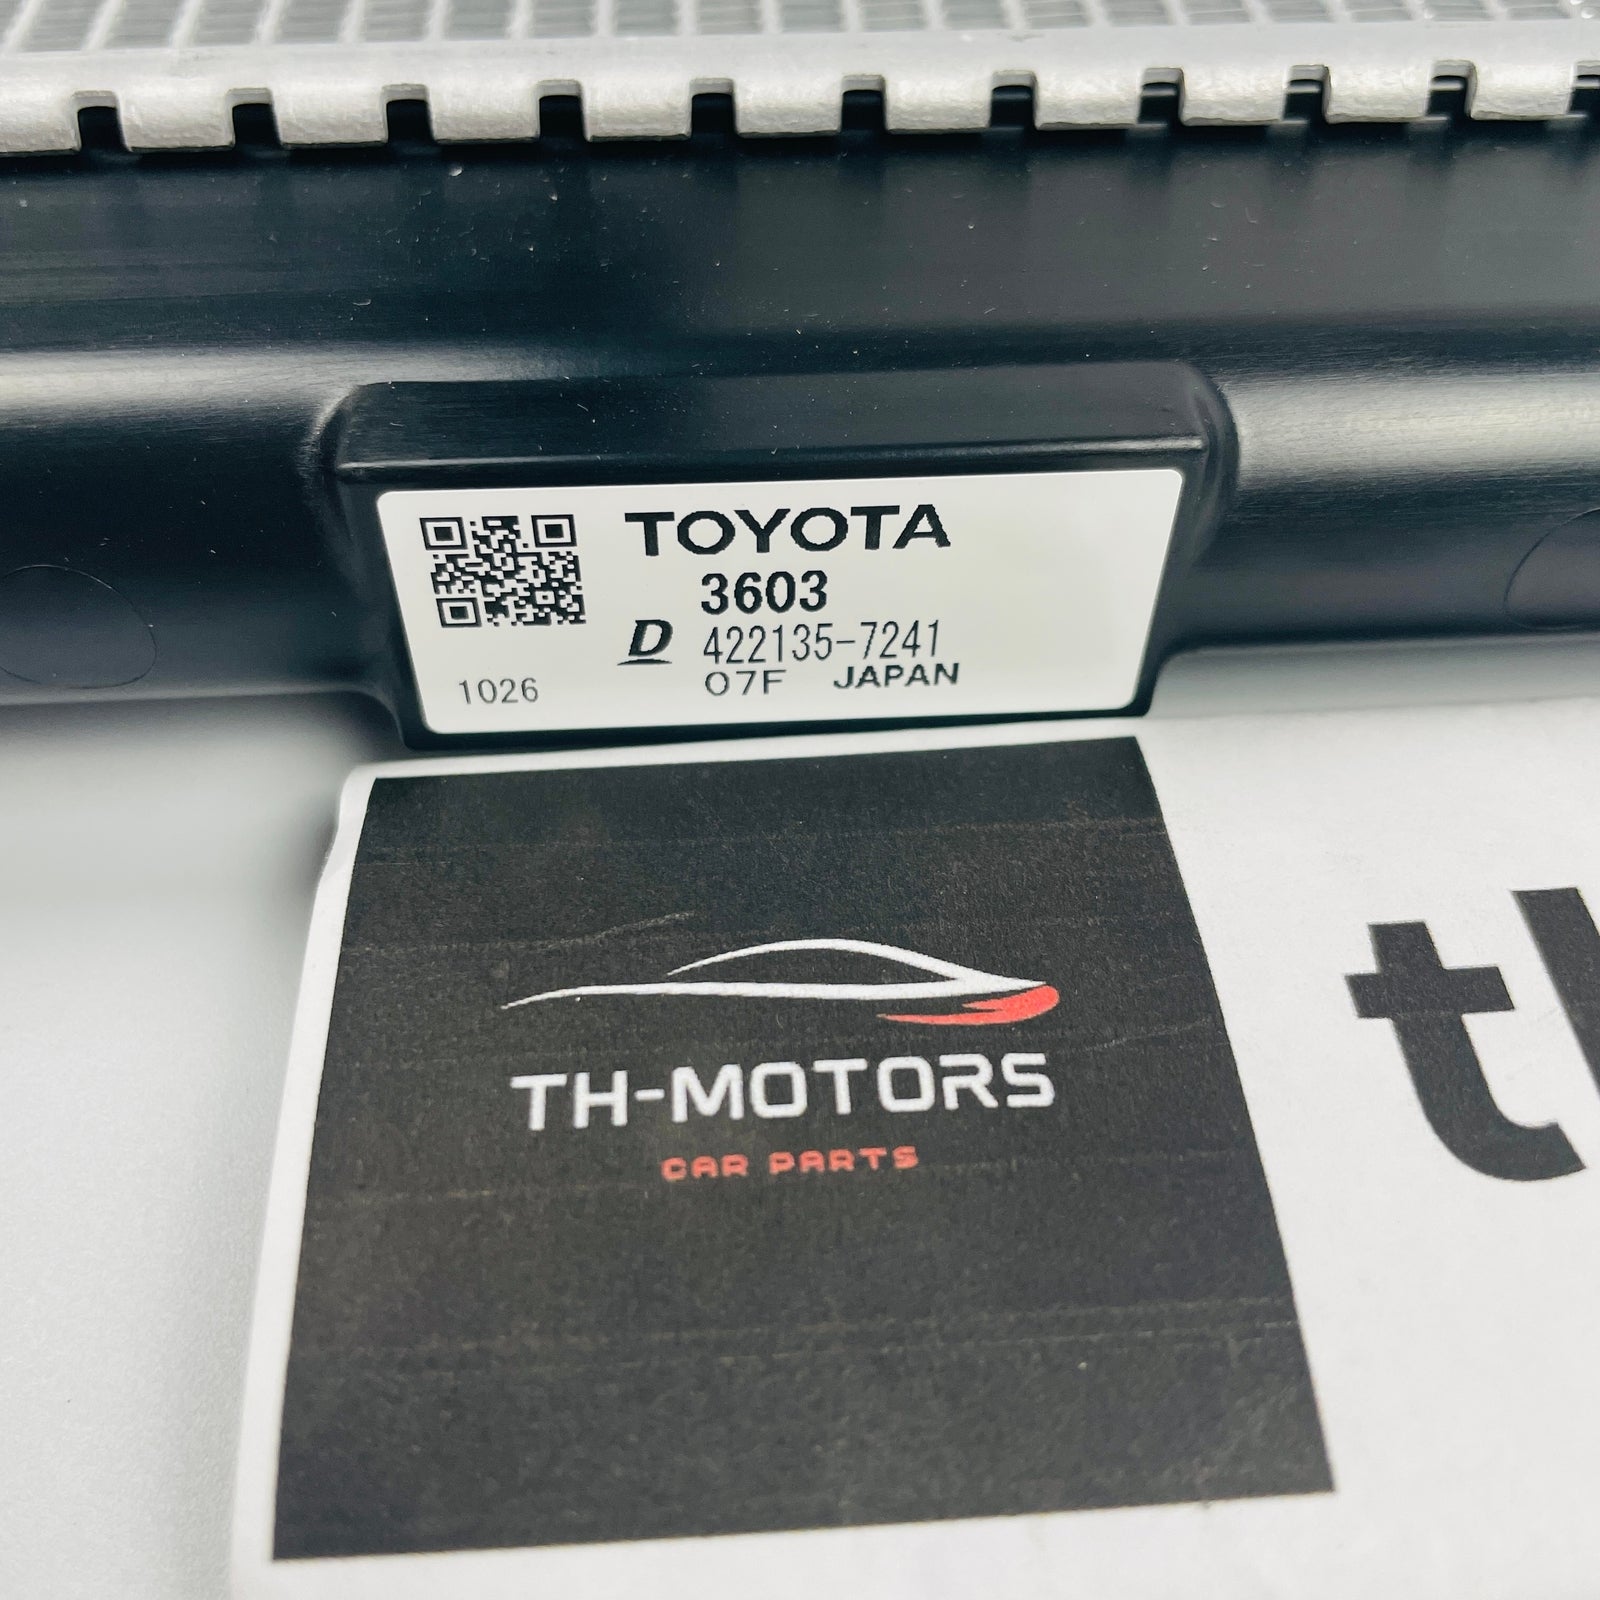 TOYOTA
3603
D 422135-7241
07F JAPAN
1026
TH-MOTORS
CAR PARTS
t